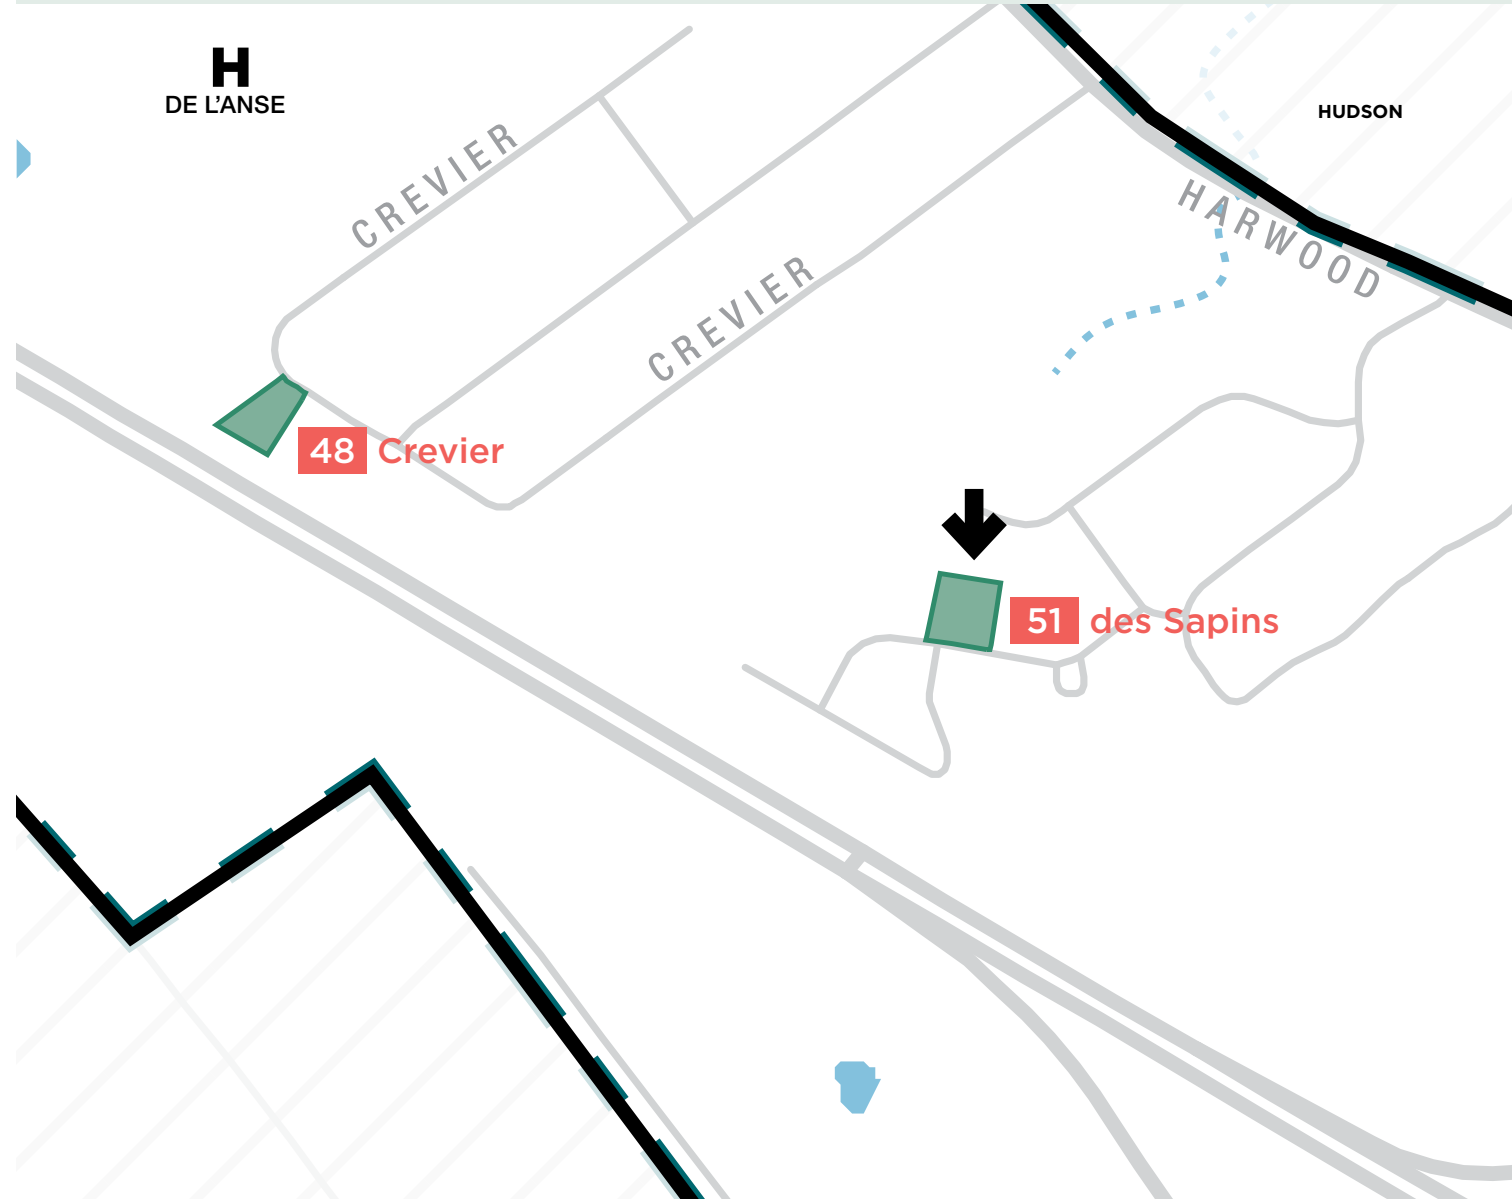 H
DE L'ANSE
HUDSON
CREVIER
HARWOOD
CREVIER
48 Crevier
51 des Sapins